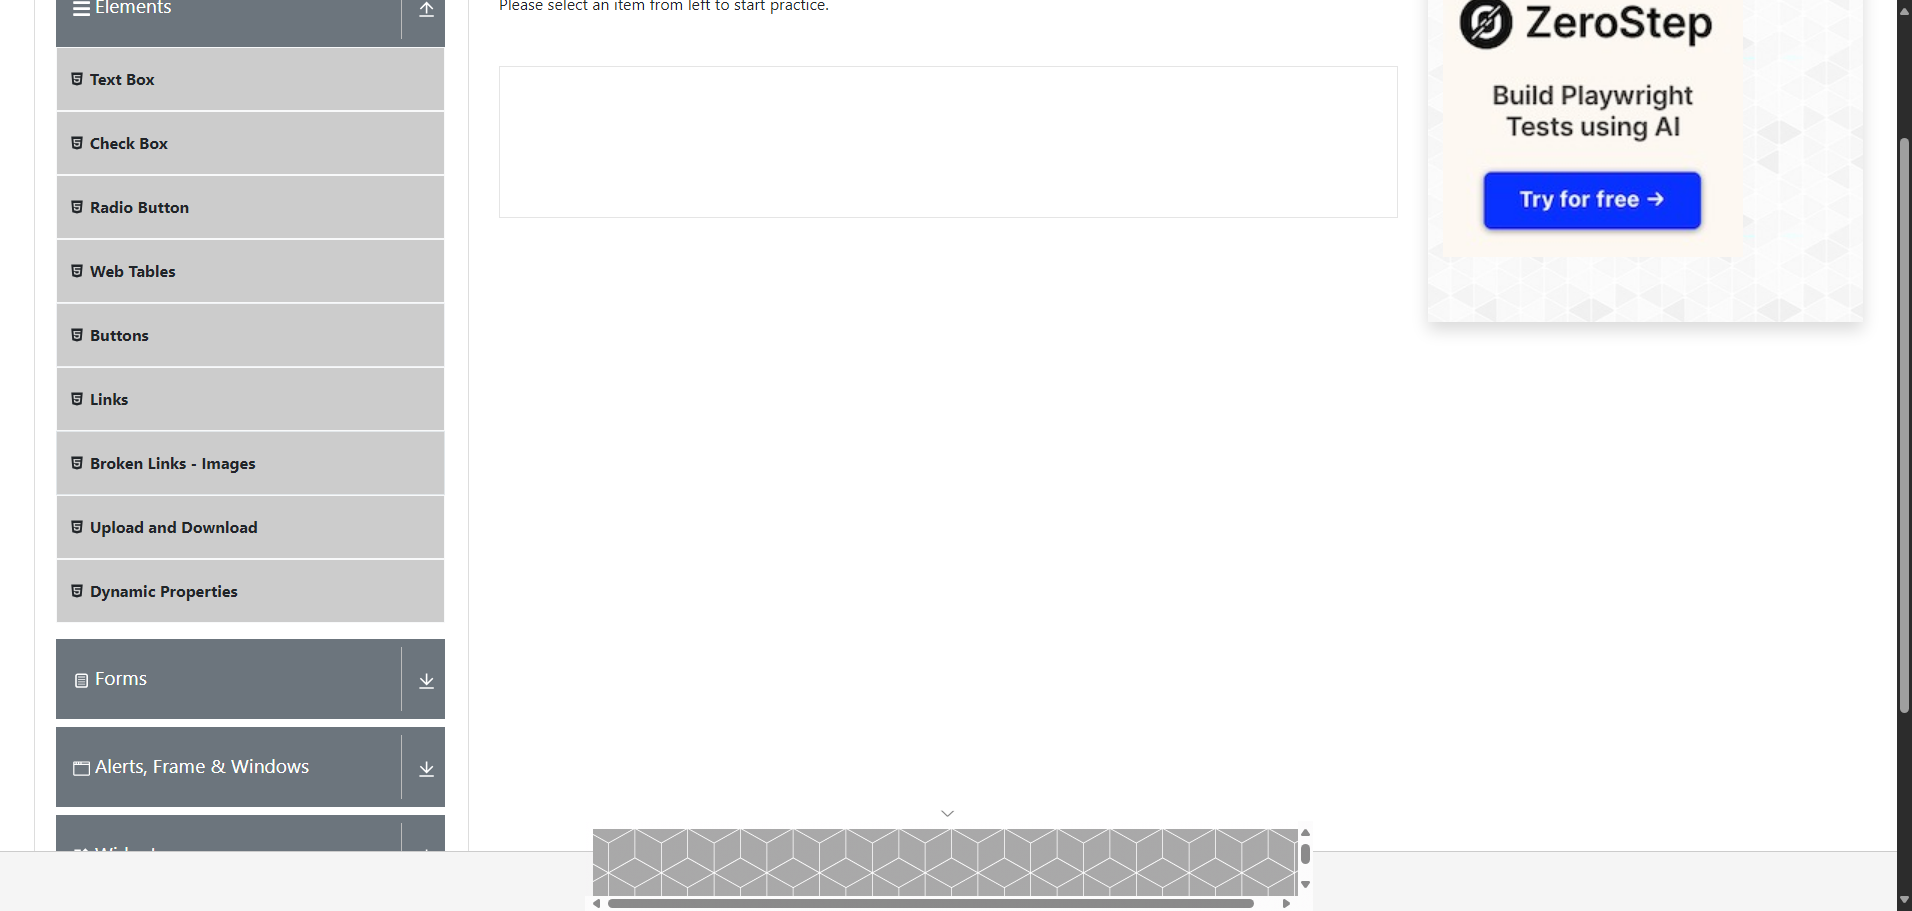 Elements
Text Box
Check Box
Radio Button
Web Tables
Buttons
Links
Broken Links - Images
Upload and Download
Dynamic Properties
Forms
Alerts, Frame & Windows
Please select an item from left to start practice.
ZeroStep
Build Playwright
Tests using AI
Try for free →